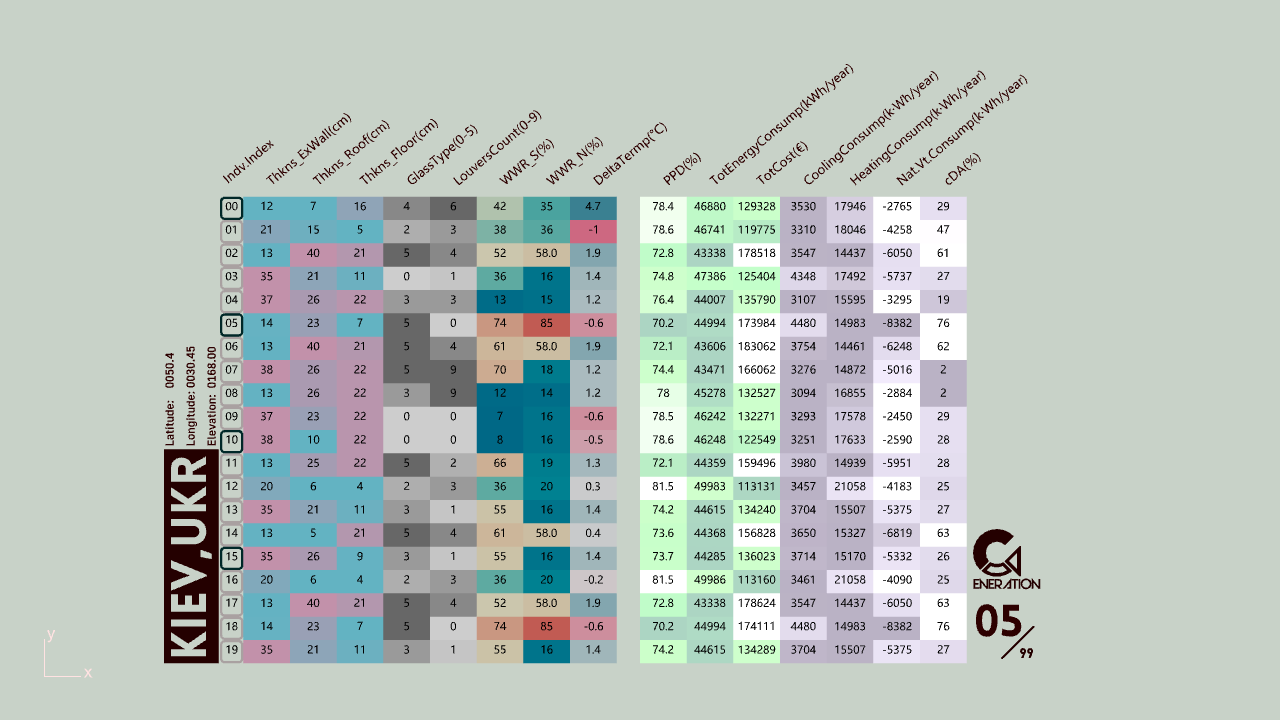 Indv.Index Thkns_ExWall(cm) Thkns_Roof(cm) Thkns_Floor(cm) GlassType(0-5) LouversCount(0-9) WWR_S(%) WWR_N(%) DeltaTermp(°C) PPD(%) TotEnergyConsump(kWh/year) TotCost(€) CoolingConsump(k·Wh/year) HeatingConsump(k·Wh/year) Nat.Vt.Consump(k·Wh/year) cDA(%)
00 12 7 16 4 6 42 35 4.7 78.4 46880 129328 3530 17946 -2765 29
01 21 15 5 2 3 38 36 -1 78.6 46741 119775 3310 18046 -4258 47
02 13 40 21 5 4 52 58.0 1.9 72.8 43338 178518 3547 14437 -6050 61
03 35 21 11 0 1 36 16 1.4 74.8 47386 125404 4348 17492 -5737 27
04 37 26 22 3 3 13 15 1.2 76.4 44007 135790 3107 15595 -3295 19
05 14 23 7 5 0 74 85 -0.6 70.2 44994 173984 4480 14983 -8382 76
06 13 40 21 5 4 61 58.0 1.9 72.1 43606 183062 3754 14461 -6248 62
07 38 26 22 5 9 70 18 1.2 74.4 43471 166062 3276 14872 -5016 2
08 13 26 22 3 9 12 14 1.2 78 45278 132527 3094 16855 -2884 2
09 37 23 22 0 0 7 16 -0.6 78.5 46242 132271 3293 17578 -2450 29
10 38 10 22 0 0 8 16 -0.5 78.6 46248 122549 3251 17633 -2590 28
11 13 25 22 5 2 66 19 1.3 72.1 44359 159496 3980 14939 -5951 28
12 20 6 4 2 3 36 20 0.3 81.5 49983 113131 3457 21058 -4183 25
13 35 21 11 3 1 55 16 1.4 74.2 44615 134240 3704 15507 -5375 27
14 13 5 21 5 4 61 58.0 0.4 73.6 44368 156828 3650 15327 -6819 63
15 35 26 9 3 1 55 16 1.4 73.7 44285 136023 3714 15170 -5332 26
16 20 6 4 2 3 36 20 -0.2 81.5 49986 113160 3461 21058 -4090 25
17 13 40 21 5 4 52 58.0 1.9 72.8 43338 178624 3547 14437 -6050 63
18 14 23 7 5 0 74 85 -0.6 70.2 44994 174111 4480 14983 -8382 76
19 35 21 11 3 1 55 16 1.4 74.2 44615 134289 3704 15507 -5375 27
Latitude: 0050.4
Longitude: 0030.45
Elevation: 0168.00
KIEV,UKR
ENERATION
05/99
y
x